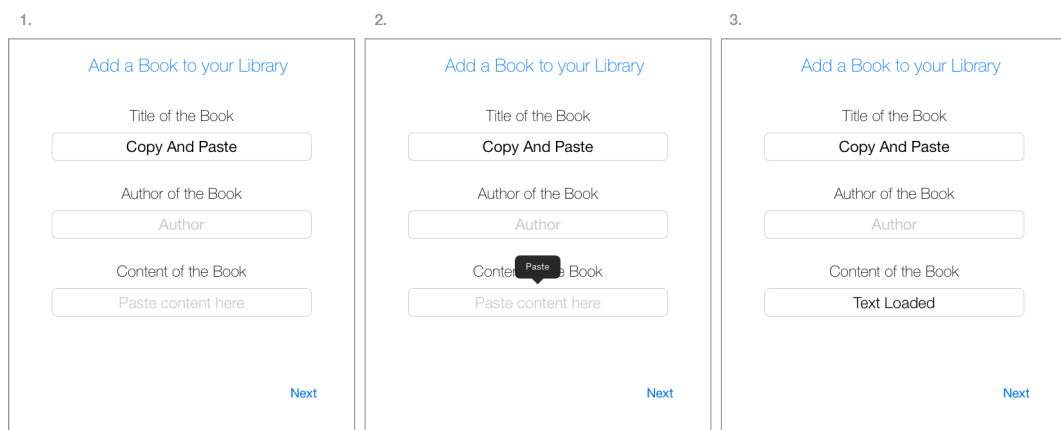 1.
Add a Book to your Library
Title of the Book
Copy And Paste
Author of the Book
Author
Content of the Book
Paste content here
Next
2.
Add a Book to your Library
Title of the Book
Copy And Paste
Author of the Book
Author
Paste
Conte e Book
Paste content here
Next
3.
Add a Book to your Library
Title of the Book
Copy And Paste
Author of the Book
Author
Content of the Book
Text Loaded
Next